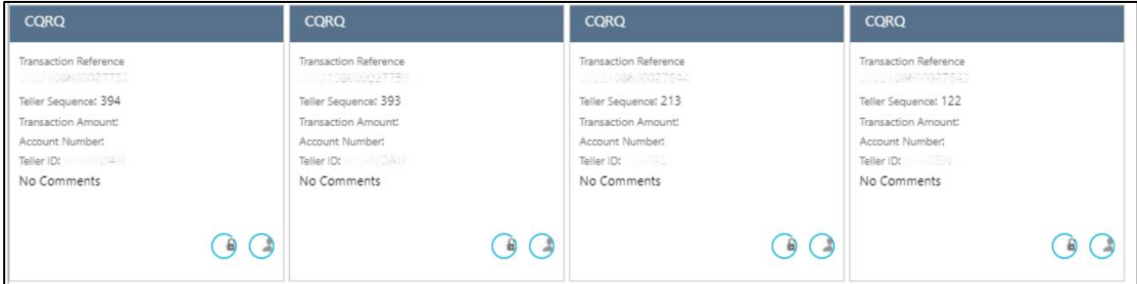 CQRQ
Transaction Reference
Teller Sequence: 394
Transaction Amount:
Account Number:
Teller ID:
No Comments
CQRQ
Transaction Reference
Teller Sequence: 393
Transaction Amount:
Account Number:
Teller ID:
No Comments
CQRQ
Transaction Reference
Teller Sequence: 213
Transaction Amount:
Account Number:
Teller ID:
No Comments
CQRQ
Transaction Reference
Teller Sequence: 122
Transaction Amount:
Account Number:
Teller ID:
No Comments